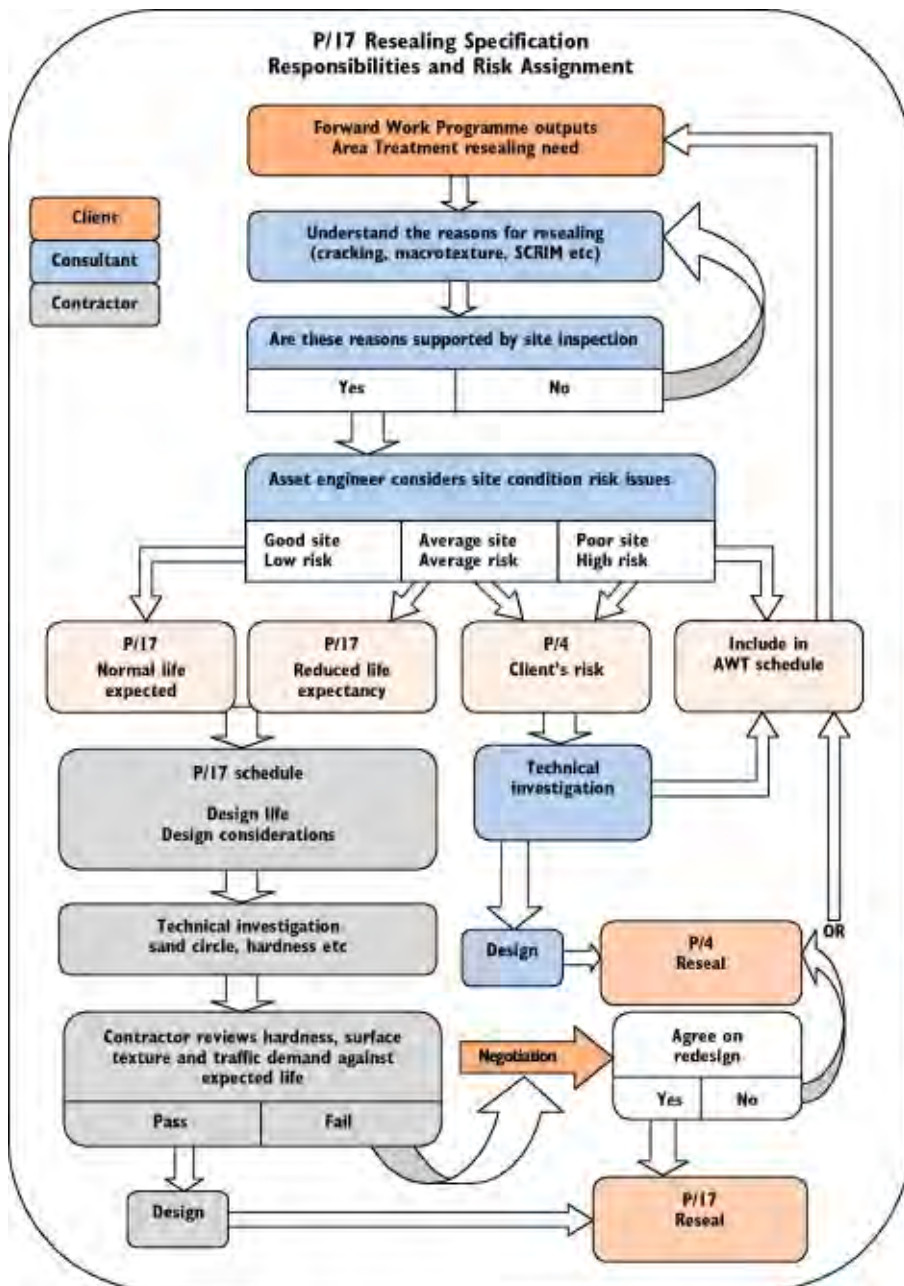 P/17 Resealing Specification
Responsibilities and Risk Assignment
Forward Work Programme outputs
Area Treatment resealing need
Client
Consultant
Contractor
Understand the reasons for resealing
(cracking, macrotexture, SCRIM etc)
Are these reasons supported by site inspection
Yes
No
Asset engineer considers site condition risk issues
Good site
Low risk
Average site
Average risk
Poor site
High risk
P/17
Normal life
expected
P/17
Reduced life
expectancy
P/4
Client's risk
Include in
AWT schedule
P/17 schedule
Design life
Design considerations
Technical
investigation
Technical investigation
sand circle, hardness etc
Design
P/4
Reseal
OR
Contractor reviews hardness, surface
texture and traffic demand against
expected life
Pass
Fail
Negotiation
Agree on
redesign
Yes
No
Design
P/17
Reseal